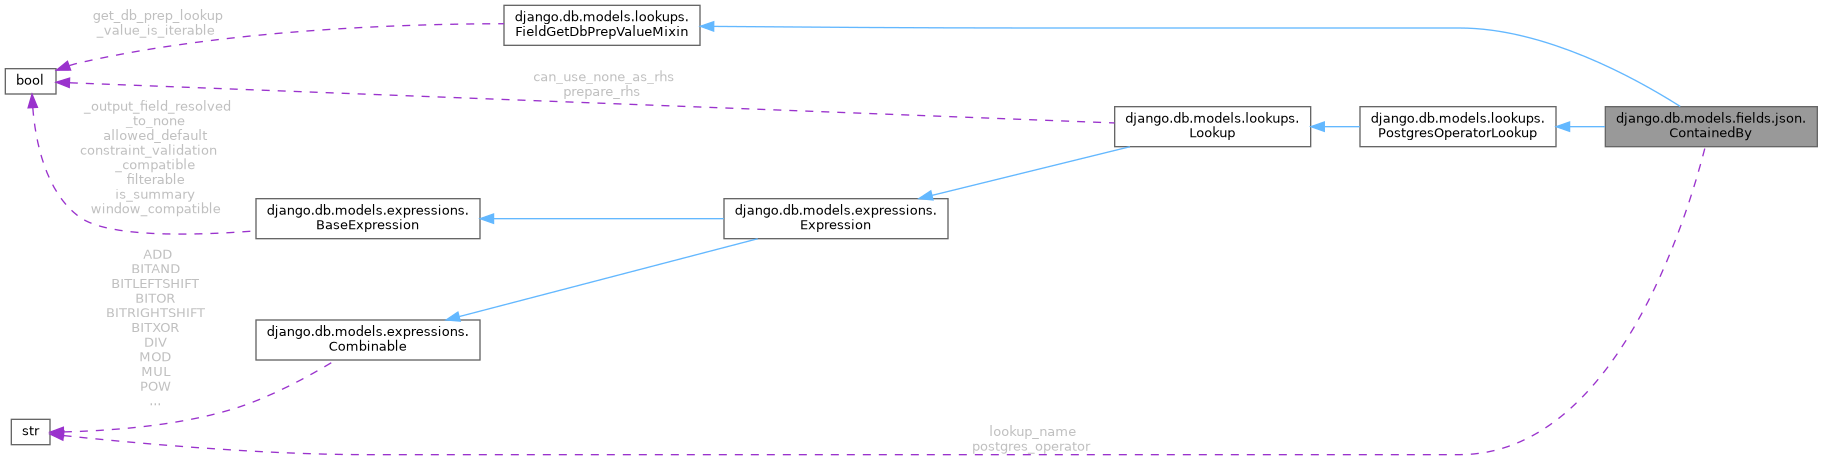 get_db_prep_lookup
_value_is_iterable
django.db.models.lookups.
FieldGetDbPrepValueMixin
bool
can_use_none_as_rhs
prepare_rhs
_output_field_resolved
_to_none
allowed_default
constraint_validation
_compatible
filterable
is_summary
window_compatible
django.db.models.lookups.
Lookup
django.db.models.lookups.
PostgresOperatorLookup
django.db.models.fields.json.
ContainedBy
django.db.models.expressions.
BaseExpression
django.db.models.expressions.
Expression
ADD
BITAND
BITLEFTSHIFT
BITOR
BITRIGHTSHIFT
BITXOR
DIV
MOD
MUL
POW
...
django.db.models.expressions.
Combinable
str
lookup_name
postgres_operator